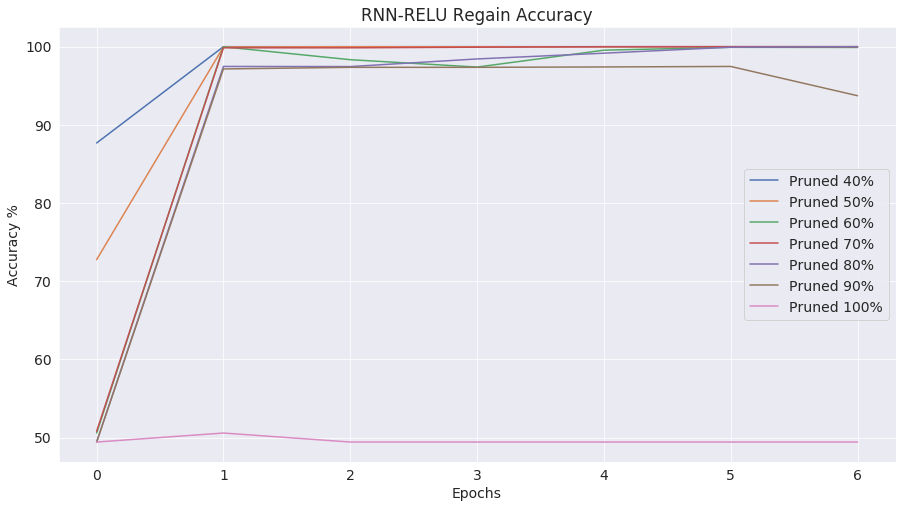 RNN-RELU Regain Accuracy
Accuracy %
100
90
80
70
60
50
Pruned 40%
Pruned 50%
Pruned 60%
Pruned 70%
Pruned 80%
Pruned 90%
Pruned 100%
0 1 2 3 4 5 6
Epochs